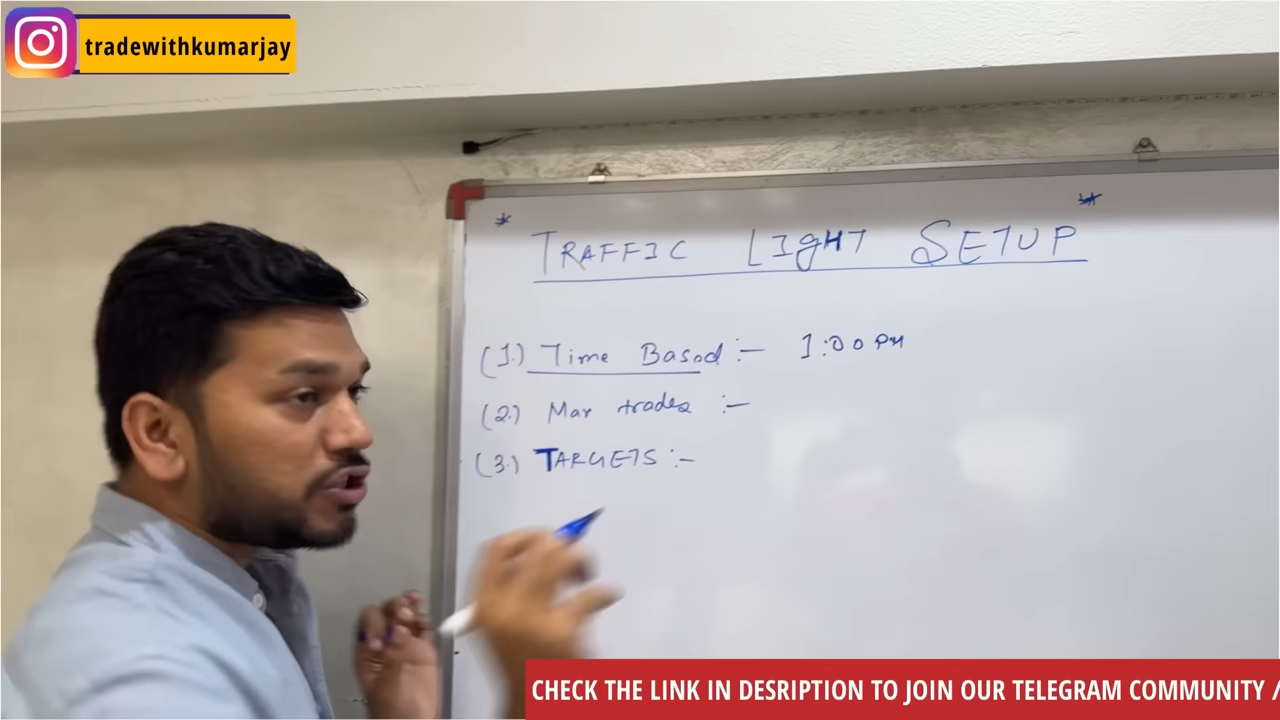 tradewithkumarjay
* TRAFFIC LIGHT SETUP *
(1.) Time Based :- 1:00 PM
(2.) Max trades :-
(3.) TARGETS :-
CHECK THE LINK IN DESRIPTION TO JOIN OUR TELEGRAM COMMUNITY /